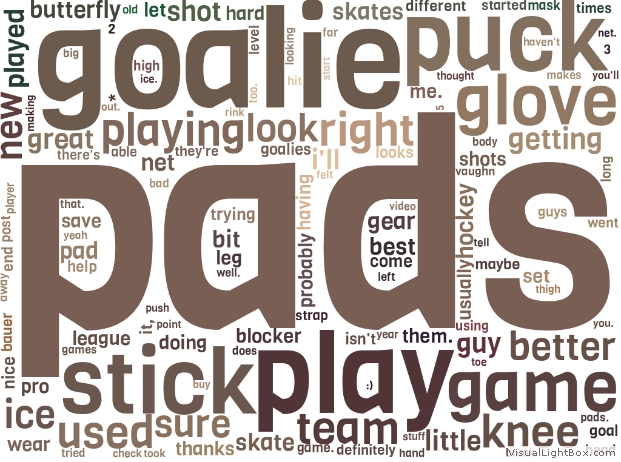 butterfly old let shot hard skates different started mask times
goalie puck
big high ice. level looking far haven't net. 3
2 * out. too. hit start thought makes you'll
new played making rink me. 5 glove
great playing look right body getting
there's able they're goalies i'll looks shots long
net bad felt vaughn
pads
player post end away
that. save yeah pad help
trying bit leg well.
having probably
video gear best come left
usually hockey tell maybe
guys went set thigh you.
push it, point strap
bauer nice league games doing does blocker isn't year them. using guy toe better
pro stick buy play :) game
ice used sure team stuff little knee pads. goal
wear tried check took thanks skate game. definitely hand head
VisualLightBox.com